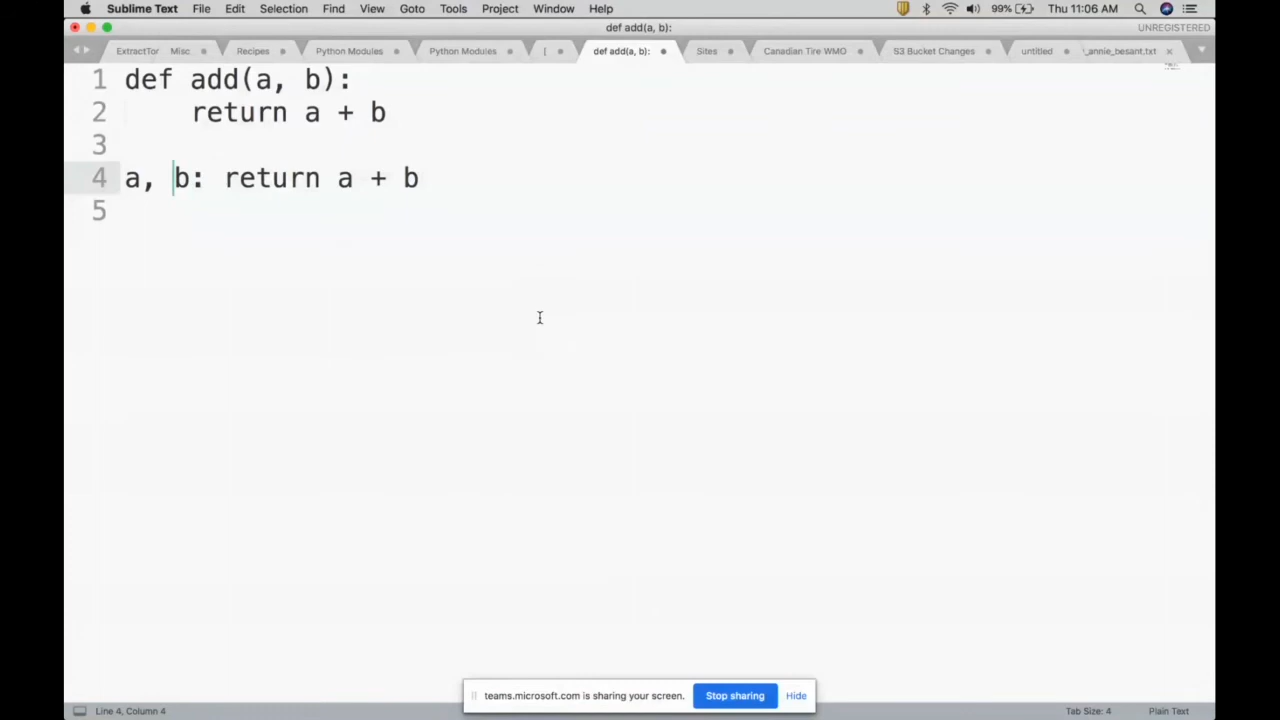 Sublime Text File Edit Selection Find View Goto Tools Project Window Help 99% Thu 11:06 AM
def add(a, b): UNREGISTERED
ExtractTor Misc Recipes Python Modules Python Modules [ def add(a, b): Sites Canadian Tire WMO S3 Bucket Changes untitled _annie_besant.txt
1 def add(a, b):
2 return a + b
3
4 a, b: return a + b
5
teams.microsoft.com is sharing your screen. Stop sharing Hide
Line 4, Column 4 Tab Size: 4 Plain Text